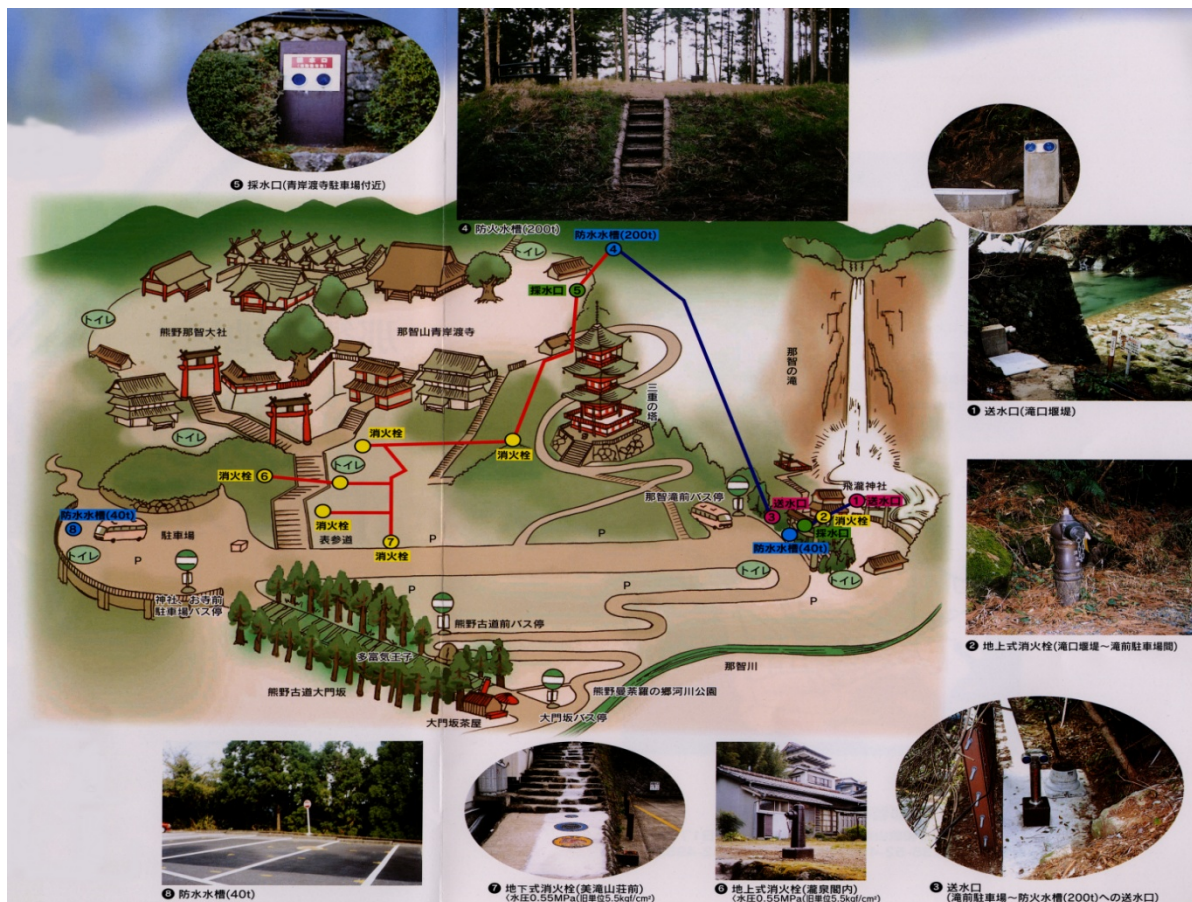 ❺ 採水口(青岸渡寺駐車場付近)
❹ 防火水槽(200t)
❶ 送水口(滝口堰堤)
❷ 地上式消火栓(滝口堰堤〜滝前駐車場間)
❸ 送水口
(滝前駐車場〜防火水槽(200t)への送水口)
❻ 地上式消火栓(瀧泉閣内)
〈水圧0.55MPa(旧単位5.5kgf/cm²)
❼ 地下式消火栓(美滝山荘前)
〈水圧0.55MPa(旧単位5.5kgf/cm²)
❽ 防水水槽(40t)
トイレ
防水水槽(200t)
4
採水口
5
トイレ
熊野那智大社
那智山青岸渡寺
那智の滝
三重の塔
トイレ
消火栓
消火栓
トイレ
消火栓
6
消火栓
表参道
7
消火栓
那智滝前バス停
飛瀧神社
送水口
3
1
送水口
2
消火栓
採水口
防水水槽(40t)
トイレ
トイレ
防水水槽(40t)
8
駐車場
トイレ
P
P
P
P
P
P
神社、お寺前
駐車場バス停
熊野古道前バス停
多富気王子
熊野古道大門坂
大門坂茶屋
大門坂バス停
熊野曼荼羅の郷河川公園
那智川